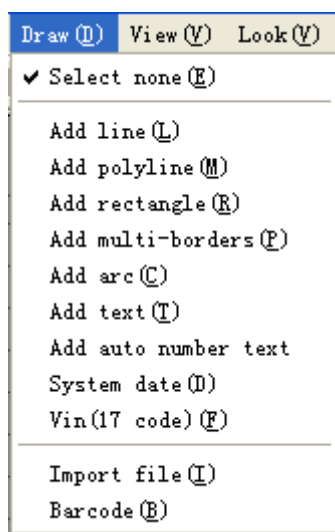 Draw(D) View(V) Look(V)
✔ Select none(E)
Add line(L)
Add polyline(M)
Add rectangle(R)
Add multi-borders(P)
Add arc(C)
Add text(T)
Add auto number text
System date(D)
Vin(17 code)(F)
Import file(I)
Barcode(B)